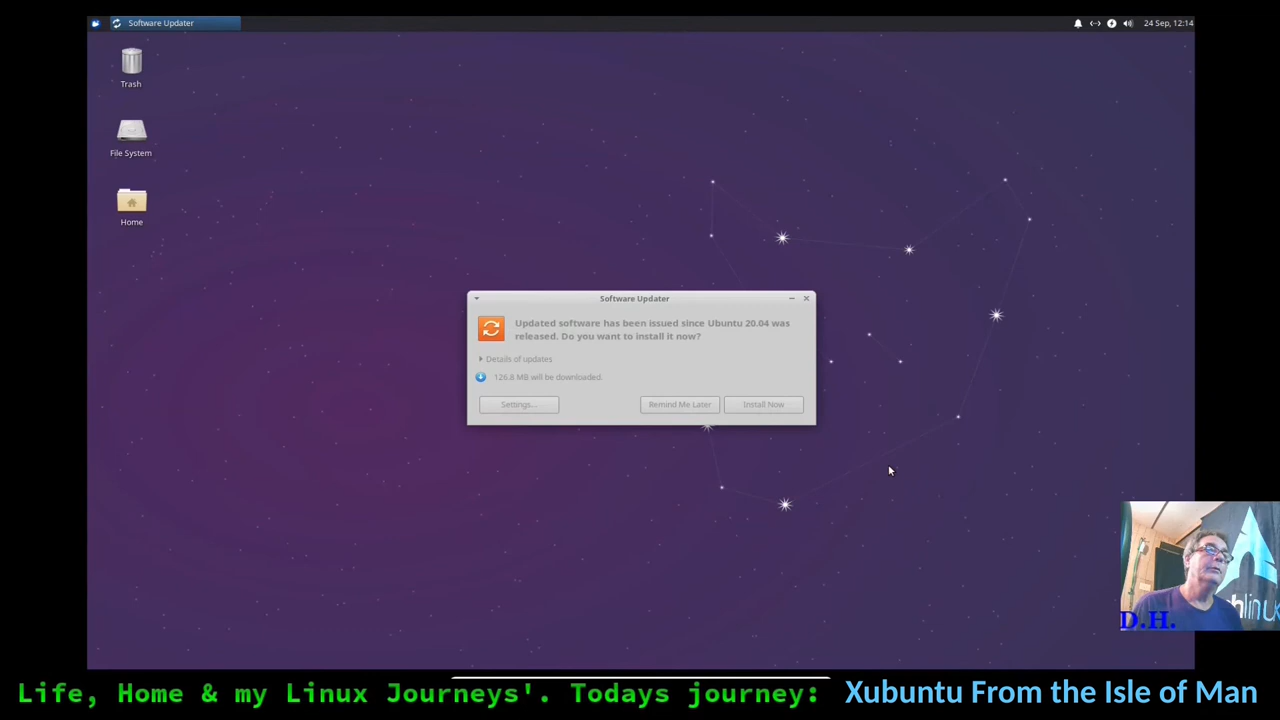 Software Updater
24 Sep, 12:14
Trash
File System
Home
Software Updater
Updated software has been issued since Ubuntu 20.04 was
released. Do you want to install it now?
Details of updates
126.8 MB will be downloaded.
Settings...
Remind Me Later
Install Now
hlinux
D.H.
Life, Home & my Linux Journeys'. Todays journey: Xubuntu From the Isle of Man